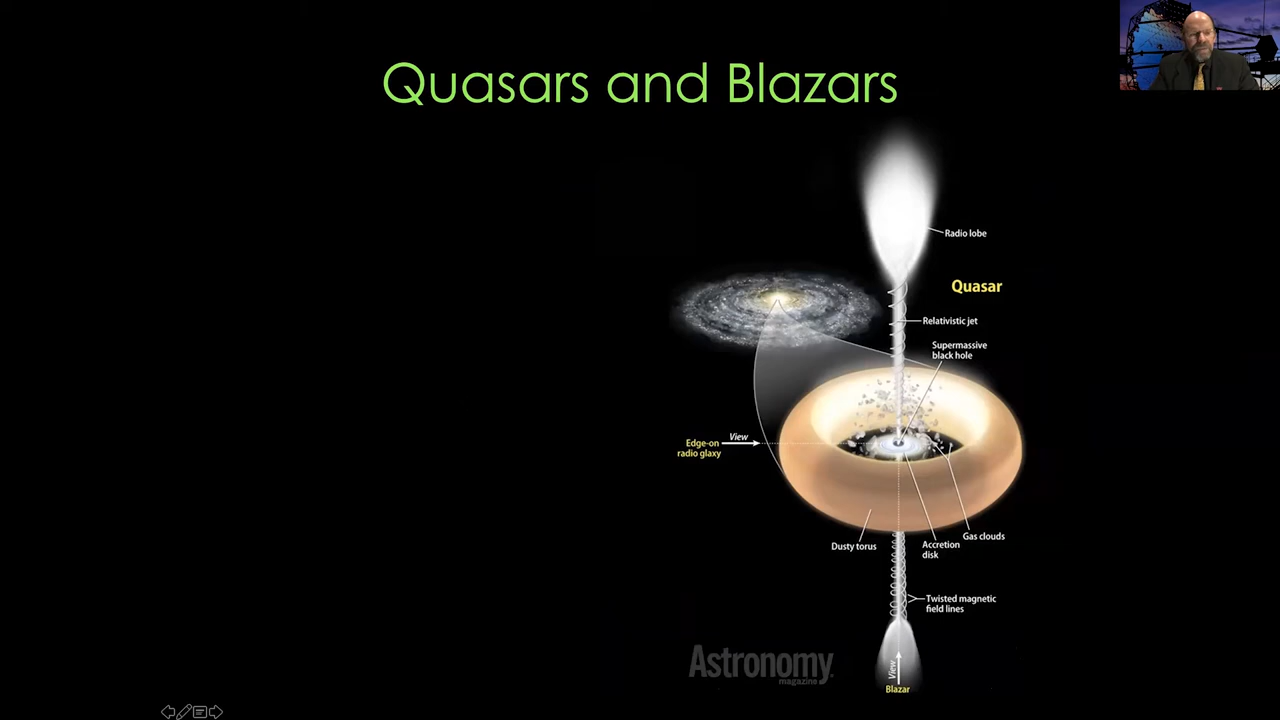 Quasars and Blazars
Radio lobe
Quasar
Relativistic jet
Supermassive
black hole
View
Edge-on
radio glaxy
Dusty torus
Accretion
disk
Gas clouds
Twisted magnetic
field lines
Astronomy
magazine
View
Blazar